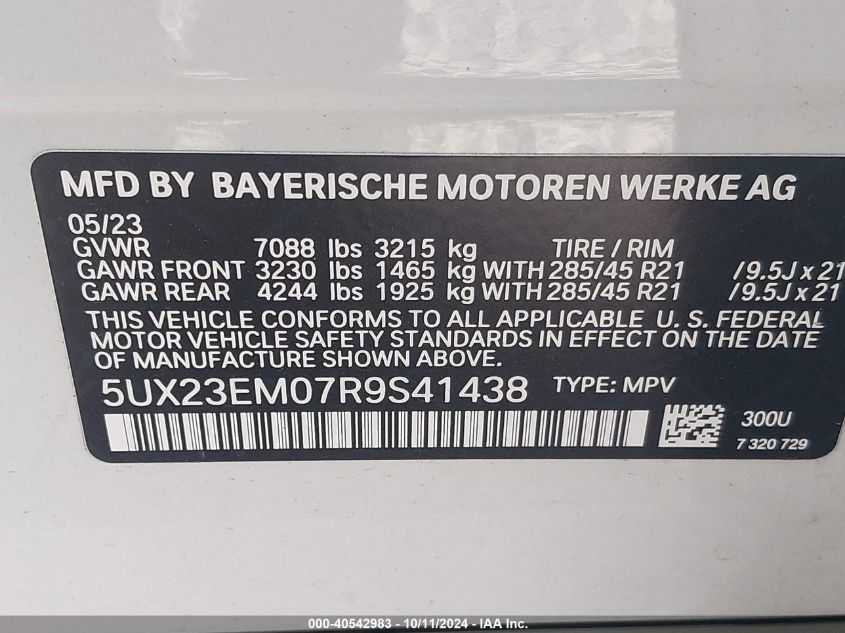 MFD BY BAYERISCHE MOTOREN WERKE AG
05/23
GVWR 7088 lbs 3215 kg TIRE / RIM
GAWR FRONT 3230 lbs 1465 kg WITH 285/45 R21 /9.5J x 21
GAWR REAR 4244 lbs 1925 kg WITH 285/45 R21 /9.5J x 21
THIS VEHICLE CONFORMS TO ALL APPLICABLE U. S. FEDERAL
MOTOR VEHICLE SAFETY STANDARDS IN EFFECT ON THE DATE
OF MANUFACTURE SHOWN ABOVE.
5UX23EM07R9S41438 TYPE: MPV
300U
7 320 729
000-40542983 - 10/11/2024 - IAA Inc.